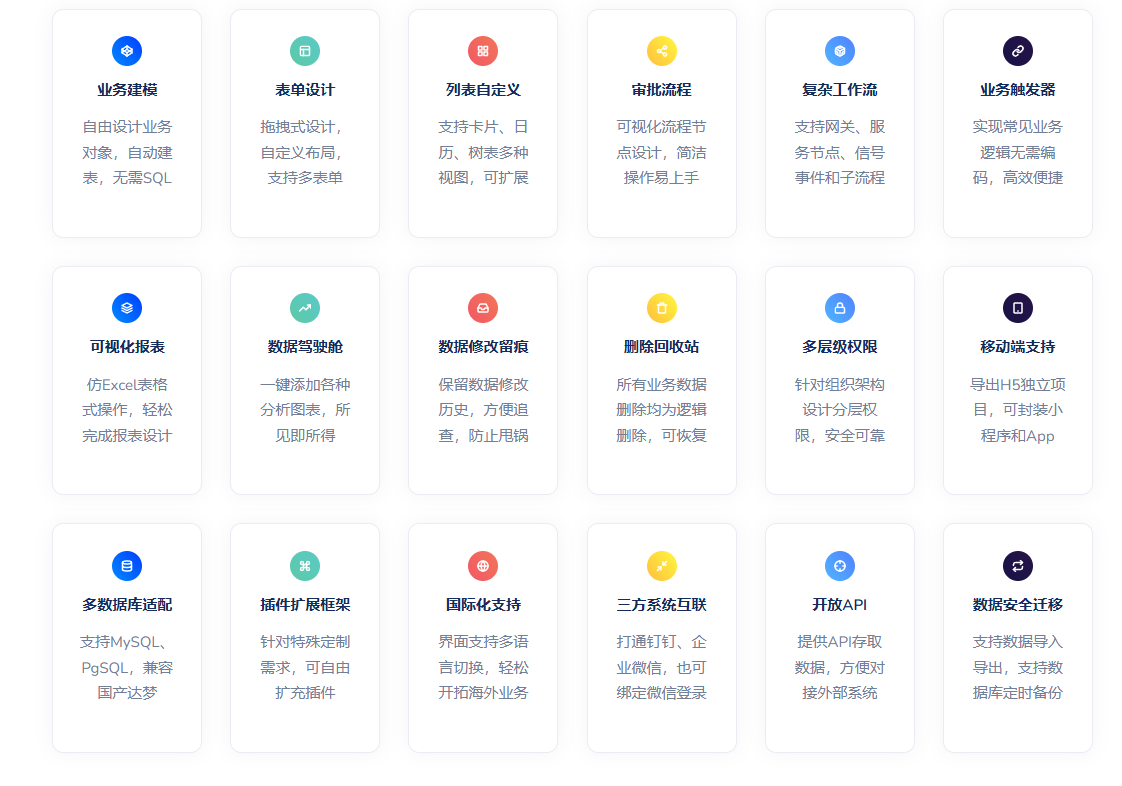 业务建模
自由设计业务
对象，自动建
表，无需SQL
表单设计
拖拽式设计，
自定义布局，
支持多表单
列表自定义
支持卡片、日
历、树表多种
视图，可扩展
审批流程
可视化流程节
点设计，简洁
操作易上手
复杂工作流
支持网关、服
务节点、信号
事件和子流程
业务触发器
实现常见业务
逻辑无需编
码，高效便捷
可视化报表
仿Excel表格
式操作，轻松
完成报表设计
数据驾驶舱
一键添加各种
分析图表，所
见即所得
数据修改留痕
保留数据修改
历史，方便追
查，防止甩锅
删除回收站
所有业务数据
删除均为逻辑
删除，可恢复
多层级权限
针对组织架构
设计分层权
限，安全可靠
移动端支持
导出H5独立项
目，可封装小
程序和App
多数据库适配
支持MySQL、
PgSQL，兼容
国产达梦
插件扩展框架
针对特殊定制
需求，可自由
扩充插件
国际化支持
界面支持多语
言切换，轻松
开拓海外业务
三方系统互联
打通钉钉、企
业微信，也可
绑定微信登录
开放API
提供API存取
数据，方便对
接外部系统
数据安全迁移
支持数据导入
导出，支持数
据库定时备份